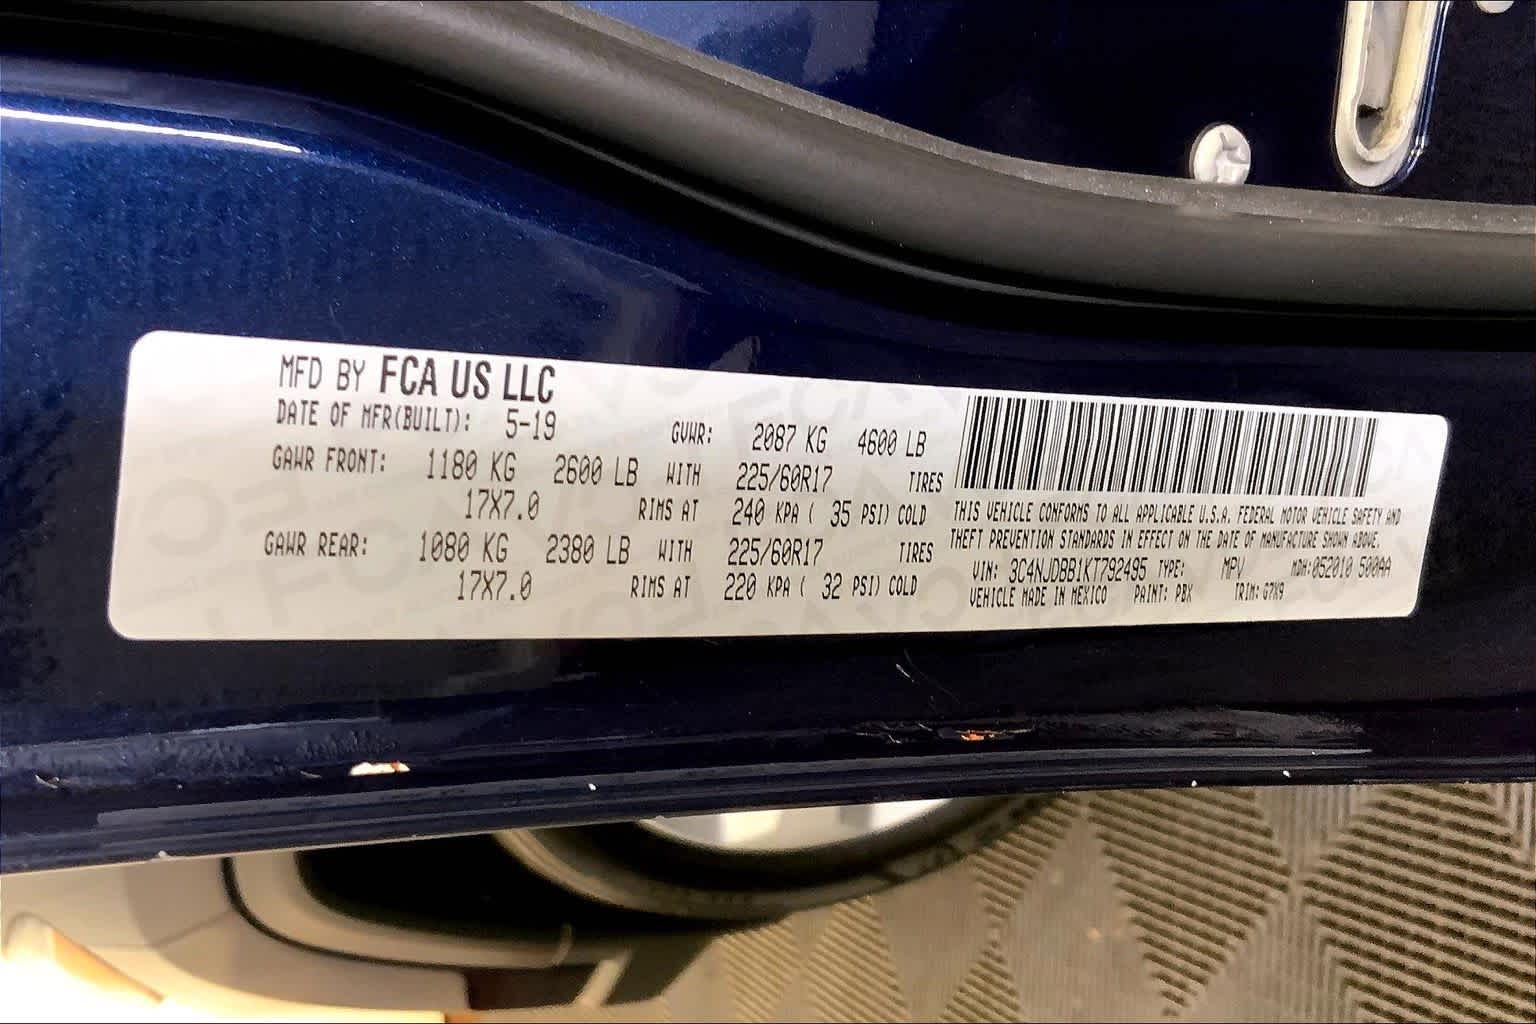 MFD BY FCA US LLC
DATE OF MFR(BUILT): 5-19 GVWR: 2087 KG 4600 LB
GAWR FRONT: 1180 KG 2600 LB WITH 225/60R17 TIRES
17X7.0 RIMS AT 240 KPA ( 35 PSI) COLD
GAWR REAR: 1080 KG 2380 LB WITH 225/60R17 TIRES
17X7.0 RIMS AT 220 KPA ( 32 PSI) COLD
THIS VEHICLE CONFORMS TO ALL APPLICABLE U.S.A. FEDERAL MOTOR VEHICLE SAFETY AND
THEFT PREVENTION STANDARDS IN EFFECT ON THE DATE OF MANUFACTURE SHOWN ABOVE.
VIN: 3C4NJDBB1KT792495 TYPE: MPV MDH:052010 500AA
VEHICLE MADE IN MEXICO PAINT: PBX TRIM: G7X9